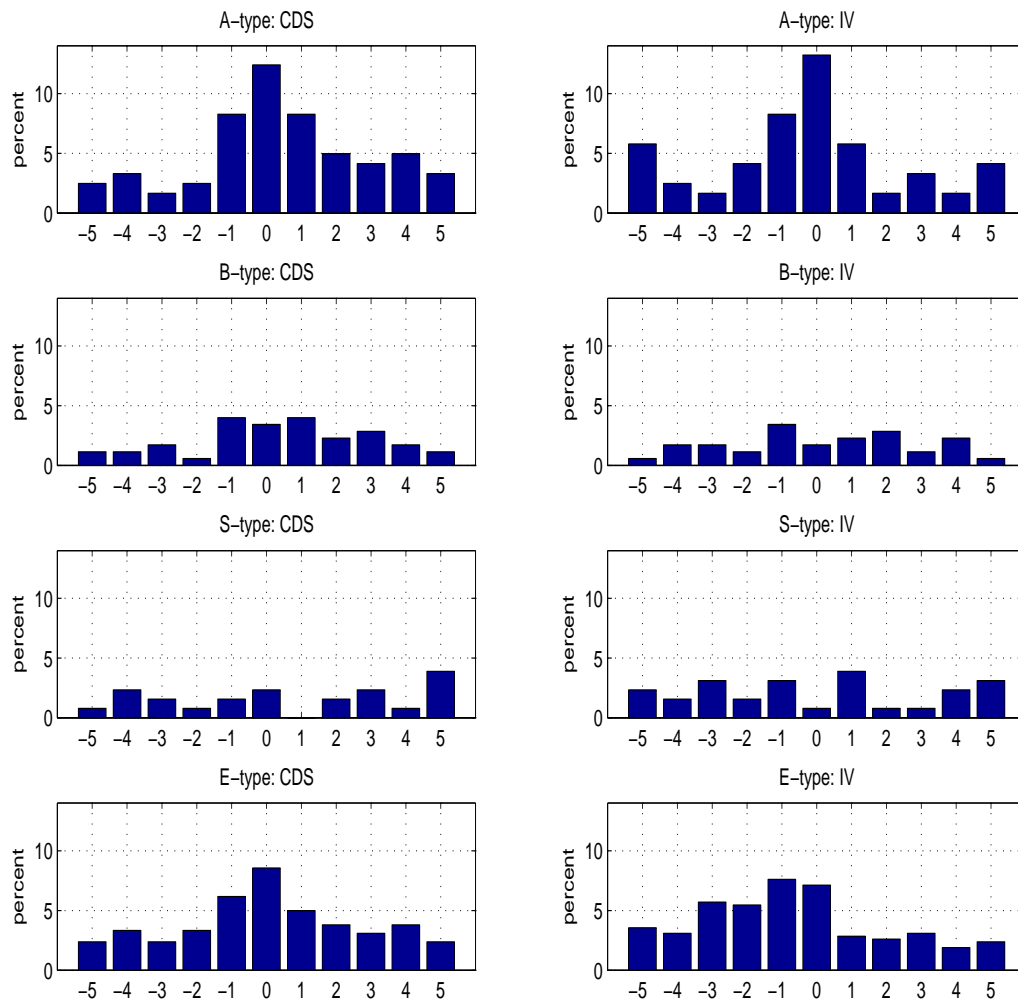 A−type: CDS
percent
10
5
0
−5 −4 −3 −2 −1 0 1 2 3 4 5
A−type: IV
percent
10
5
0
−5 −4 −3 −2 −1 0 1 2 3 4 5
B−type: CDS
percent
10
5
0
−5 −4 −3 −2 −1 0 1 2 3 4 5
B−type: IV
percent
10
5
0
−5 −4 −3 −2 −1 0 1 2 3 4 5
S−type: CDS
percent
10
5
0
−5 −4 −3 −2 −1 0 1 2 3 4 5
S−type: IV
percent
10
5
0
−5 −4 −3 −2 −1 0 1 2 3 4 5
E−type: CDS
percent
10
5
0
−5 −4 −3 −2 −1 0 1 2 3 4 5
E−type: IV
percent
10
5
0
−5 −4 −3 −2 −1 0 1 2 3 4 5